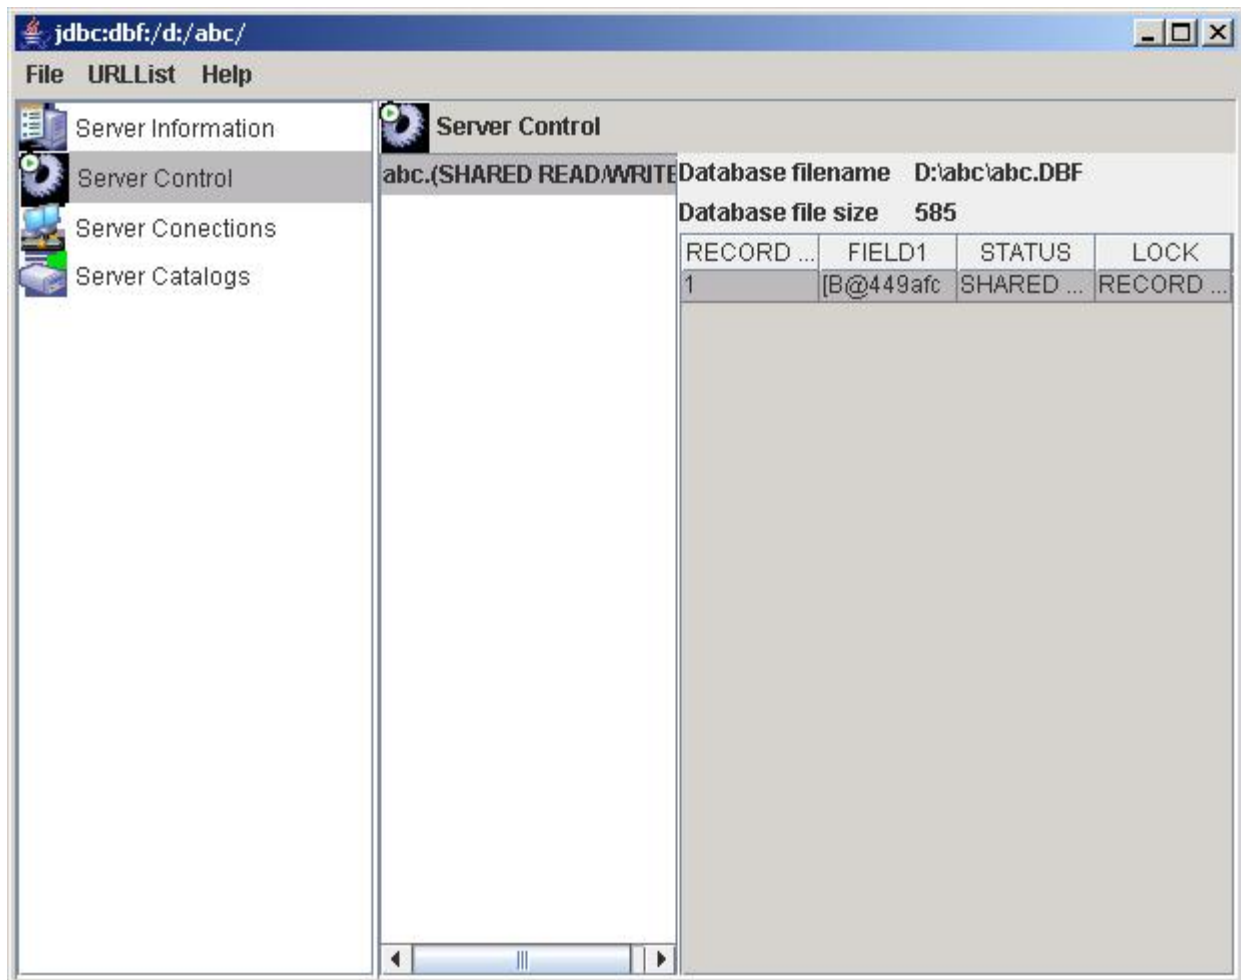 jdbc:dbf:/d:/abc/
File URLList Help
Server Information
Server Control
Server Conections
Server Catalogs
Server Control
abc.(SHARED READ/WRITE
Database filename D:\abc\abc.DBF
Database file size 585
RECORD ... FIELD1 STATUS LOCK
1 [B@449afc SHARED ... RECORD ...